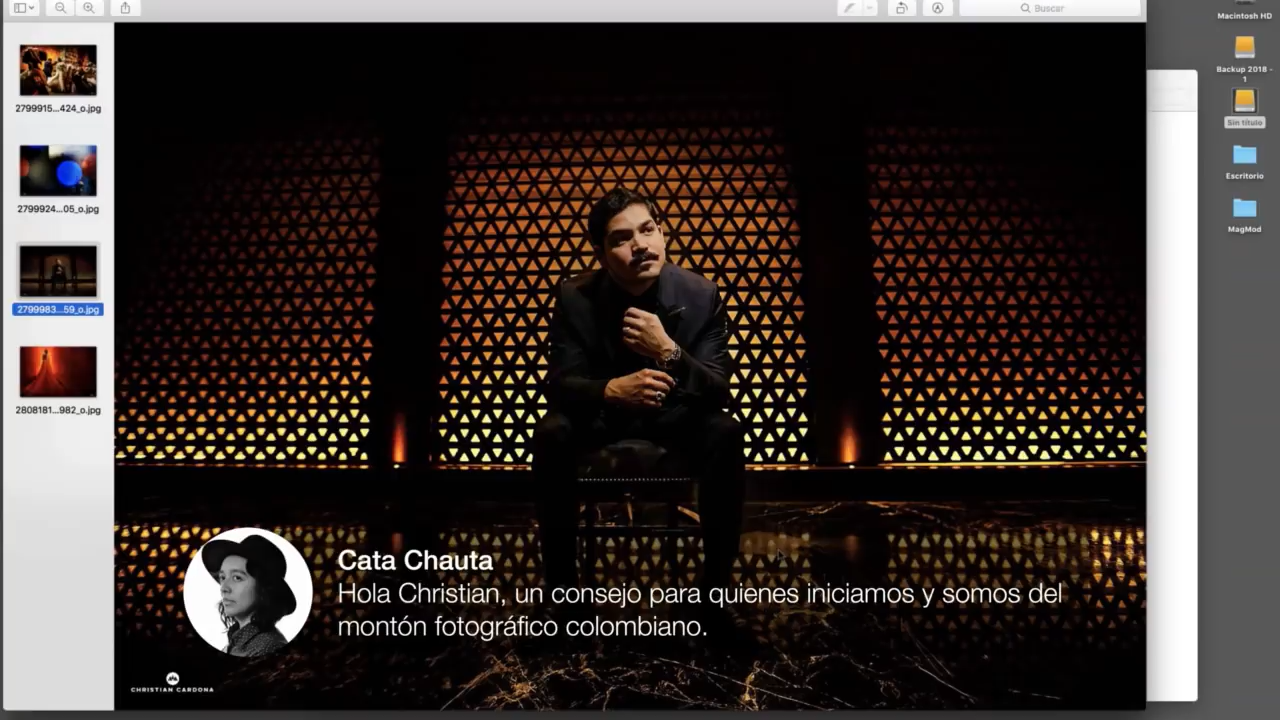 Buscar
Macintosh HD
Backup 2018 -
1
Sin título
Escritorio
MagMod
2799915...424_o.jpg
2799924...05_o.jpg
2799983...59_o.jpg
2808181...982_o.jpg
Cata Chauta
Hola Christian, un consejo para quienes iniciamos y somos del
montón fotográfico colombiano.
CHRISTIAN CARDONA